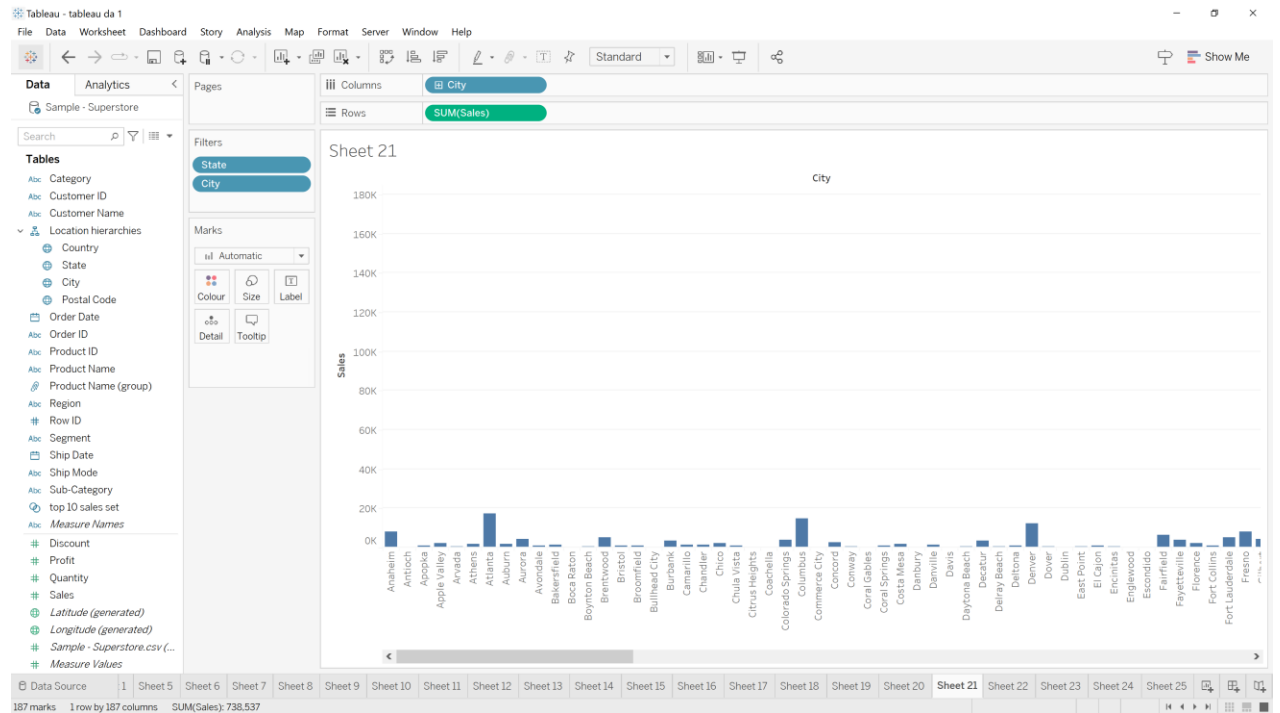 Tableau - tableau da 1
File Data Worksheet Dashboard Story Analysis Map Format Server Window Help
Standard
Show Me
Data Analytics
Pages
Columns
City
Sample - Superstore
Rows
SUM(Sales)
Search
Tables
Abc Category
Abc Customer ID
Abc Customer Name
Location hierarchies
Country
State
City
Postal Code
Order Date
Abc Order ID
Abc Product ID
Abc Product Name
Product Name (group)
Abc Region
# Row ID
Abc Segment
Ship Date
Abc Ship Mode
Abc Sub-Category
top 10 sales set
Abc Measure Names
# Discount
# Profit
# Quantity
# Sales
Latitude (generated)
Longitude (generated)
# Sample - Superstore.csv (...
# Measure Values
Filters
State
City
Marks
Automatic
Colour Size Label
Detail Tooltip
Sheet 21
City
Sales
180K
160K
140K
120K
100K
80K
60K
40K
20K
0K
Anaheim
Antioch
Apopka
Apple Valley
Arvada
Athens
Atlanta
Auburn
Aurora
Avondale
Bakersfield
Boca Raton
Boynton Beach
Brentwood
Bristol
Broomfield
Bullhead City
Burbank
Camarillo
Chandler
Chico
Chula Vista
Citrus Heights
Coachella
Colorado Springs
Columbus
Commerce City
Concord
Conway
Coral Gables
Coral Springs
Costa Mesa
Danbury
Danville
Davis
Daytona Beach
Decatur
Delray Beach
Deltona
Denver
Dover
Dublin
East Point
El Cajon
Encinitas
Englewood
Escondido
Fairfield
Fayetteville
Florence
Fort Collins
Fort Lauderdale
Fresno
Data Source 1 Sheet 5 Sheet 6 Sheet 7 Sheet 8 Sheet 9 Sheet 10 Sheet 11 Sheet 12 Sheet 13 Sheet 14 Sheet 15 Sheet 16 Sheet 17 Sheet 18 Sheet 19 Sheet 20 Sheet 21 Sheet 22 Sheet 23 Sheet 24 Sheet 25
187 marks 1 row by 187 columns SUM(Sales): 738,537